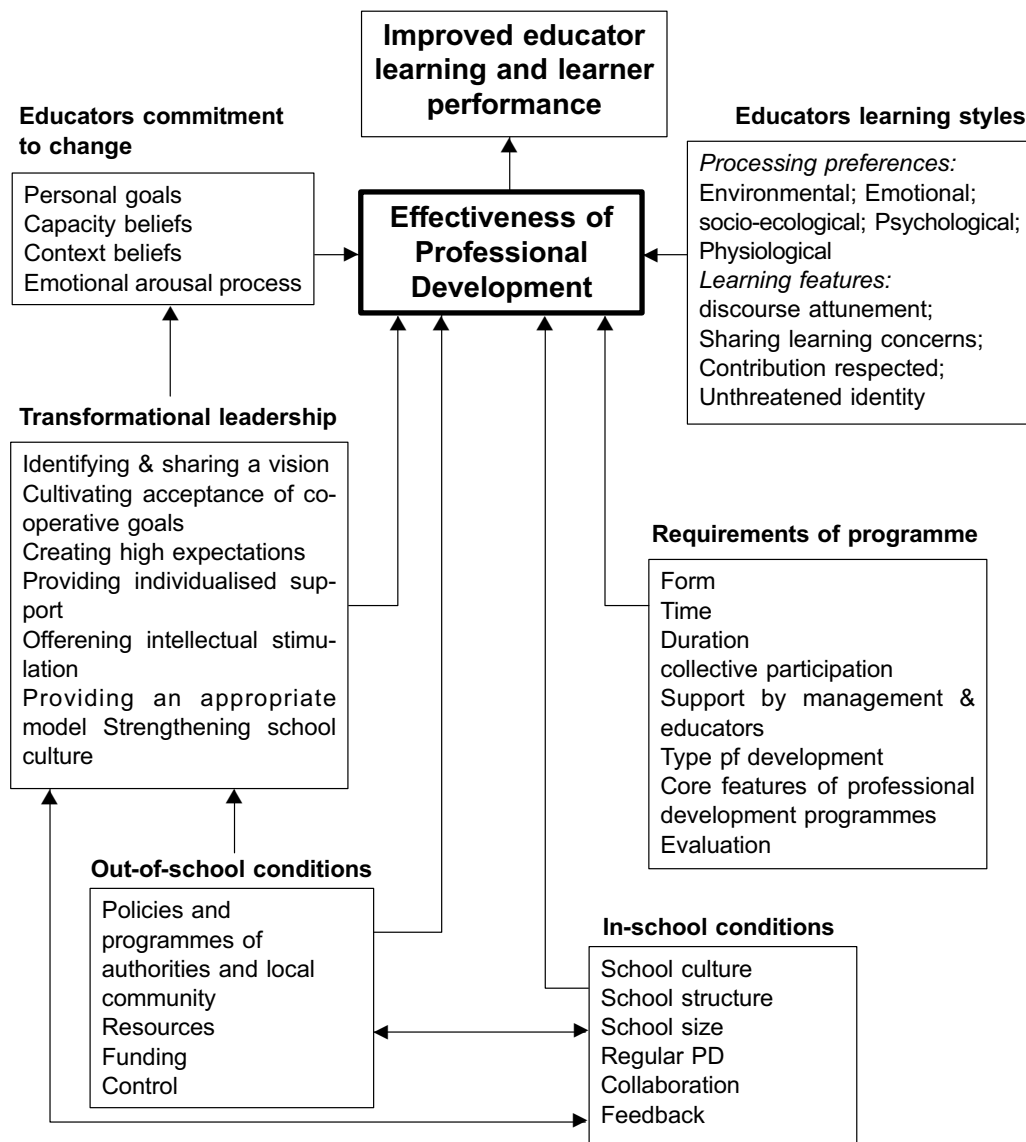 Improved educator
learning and learner
performance
Educators commitment
to change
Personal goals
Capacity beliefs
Context beliefs
Emotional arousal process
Effectiveness of
Professional
Development
Educators learning styles
Processing preferences:
Environmental; Emotional;
socio-ecological; Psychological;
Physiological
Learning features:
discourse attunement;
Sharing learning concerns;
Contribution respected;
Unthreatened identity
Transformational leadership
Identifying & sharing a vision
Cultivating acceptance of co-
operative goals
Creating high expectations
Providing individualised sup-
port
Offerening intellectual stimu-
lation
Providing an appropriate
model Strengthening school
culture
Requirements of programme
Form
Time
Duration
collective participation
Support by management &
educators
Type pf development
Core features of professional
development programmes
Evaluation
Out-of-school conditions
Policies and
programmes of
authorities and local
community
Resources
Funding
Control
In-school conditions
School culture
School structure
School size
Regular PD
Collaboration
Feedback